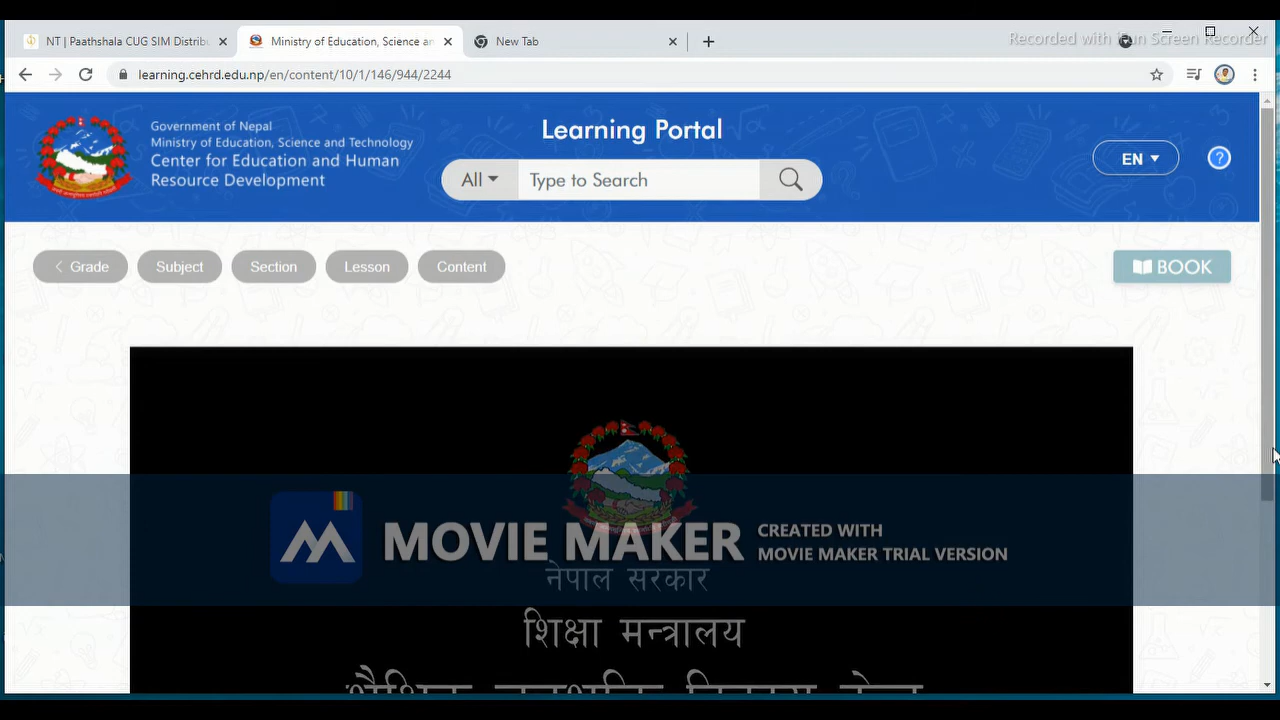 NT | Paathshala CUG SIM Distribu
Ministry of Education, Science an
New Tab
Recorded with iFun Screen Recorder
learning.cehrd.edu.np/en/content/10/1/146/944/2244
Government of Nepal
Ministry of Education, Science and Technology
Center for Education and Human
Resource Development
Learning Portal
All
Type to Search
EN
?
Grade
Subject
Section
Lesson
Content
BOOK
MOVIE MAKER
CREATED WITH
MOVIE MAKER TRIAL VERSION
नेपाल सरकार
शिक्षा मन्त्रालय